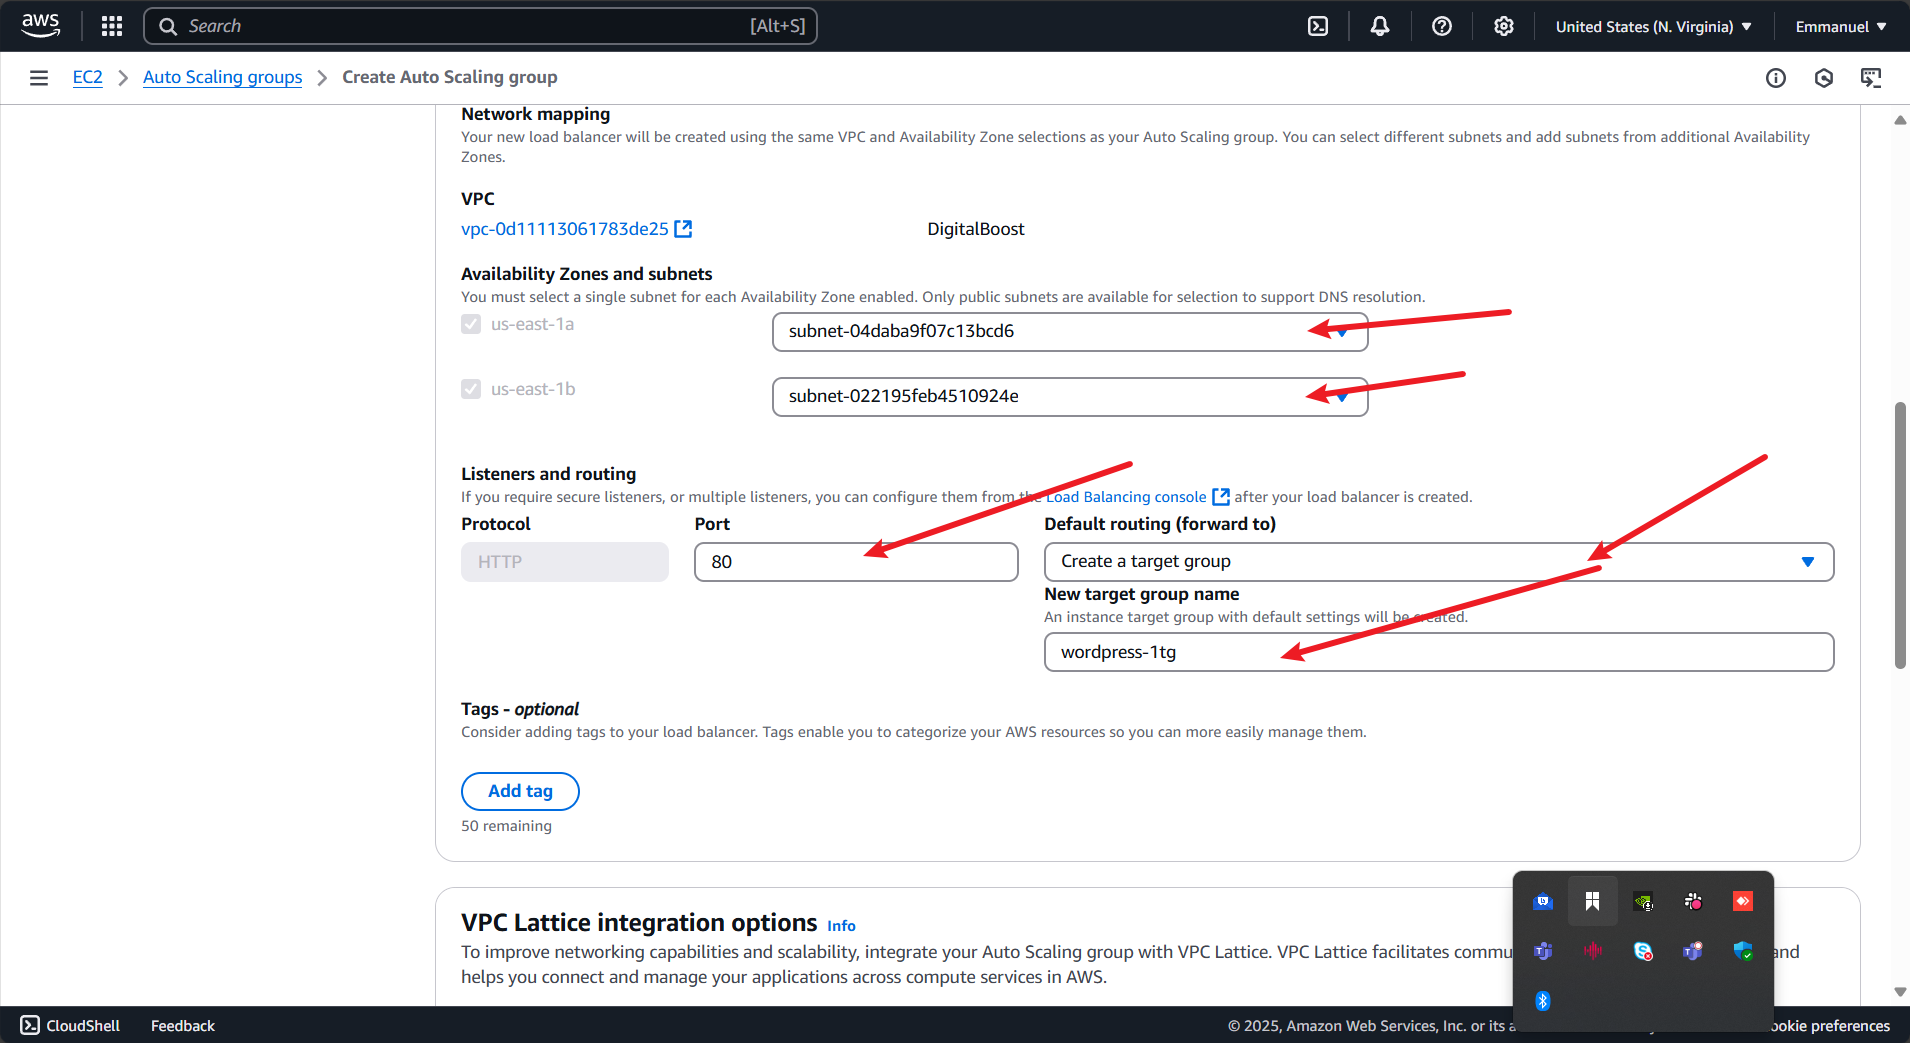 aws
Search [Alt+S]
United States (N. Virginia)
Emmanuel
EC2
Auto Scaling groups
Create Auto Scaling group
Network mapping
Your new load balancer will be created using the same VPC and Availability Zone selections as your Auto Scaling group. You can select different subnets and add subnets from additional Availability
Zones.
VPC
vpc-0d11113061783de25 DigitalBoost
Availability Zones and subnets
You must select a single subnet for each Availability Zone enabled. Only public subnets are available for selection to support DNS resolution.
us-east-1a subnet-04daba9f07c13bcd6
us-east-1b subnet-022195feb4510924e
Listeners and routing
If you require secure listeners, or multiple listeners, you can configure them from the Load Balancing console after your load balancer is created.
Protocol Port Default routing (forward to)
HTTP 80 Create a target group
New target group name
An instance target group with default settings will be created.
wordpress-1tg
Tags - optional
Consider adding tags to your load balancer. Tags enable you to categorize your AWS resources so you can more easily manage them.
Add tag
50 remaining
VPC Lattice integration options Info
To improve networking capabilities and scalability, integrate your Auto Scaling group with VPC Lattice. VPC Lattice facilitates commu and
helps you connect and manage your applications across compute services in AWS.
CloudShell Feedback © 2025, Amazon Web Services, Inc. or its a ookie preferences